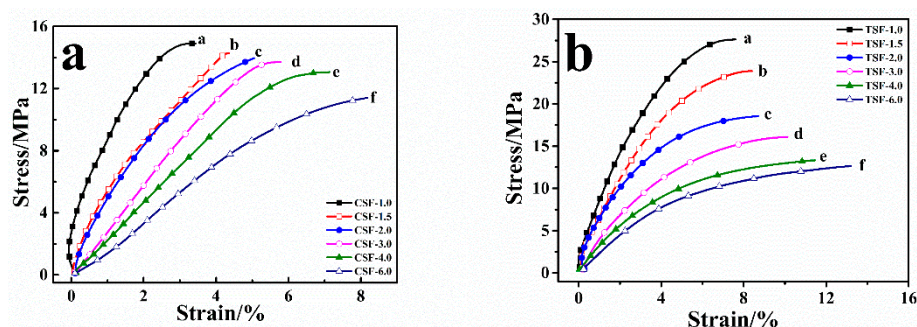 a
Stress/MPa
16
12
8
4
0
a
b
c
d
e
f
CSF-1.0
CSF-1.5
CSF-2.0
CSF-3.0
CSF-4.0
CSF-6.0
0 2 4 6 8
Strain/%
b
Stress/MPa
30
25
20
15
10
5
0
TSF-1.0
TSF-1.5
TSF-2.0
TSF-3.0
TSF-4.0
TSF-6.0
a
b
c
d
e
f
0 4 8 12 16
Strain/%